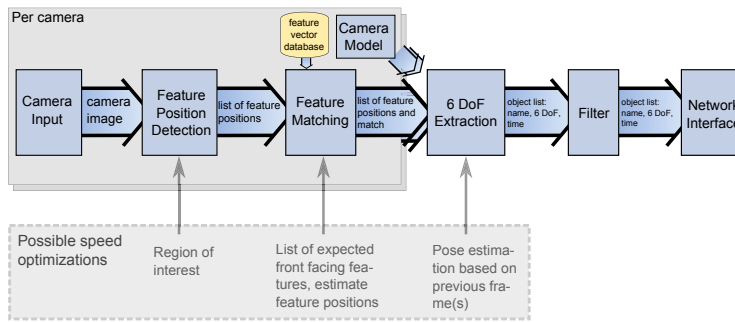 Per camera
feature
vector
database
Camera
Model
Camera
Input
camera
image
Feature
Position
Detection
list of feature
positions
Feature
Matching
list of feature
positions and
match
6 DoF
Extraction
object list:
name, 6 DoF,
time
Filter
object list:
name, 6 DoF,
time
Network
Interface
Possible speed
optimizations
Region of
interest
List of expected
front facing fea-
tures, estimate
feature positions
Pose estima-
tion based on
previous fra-
me(s)